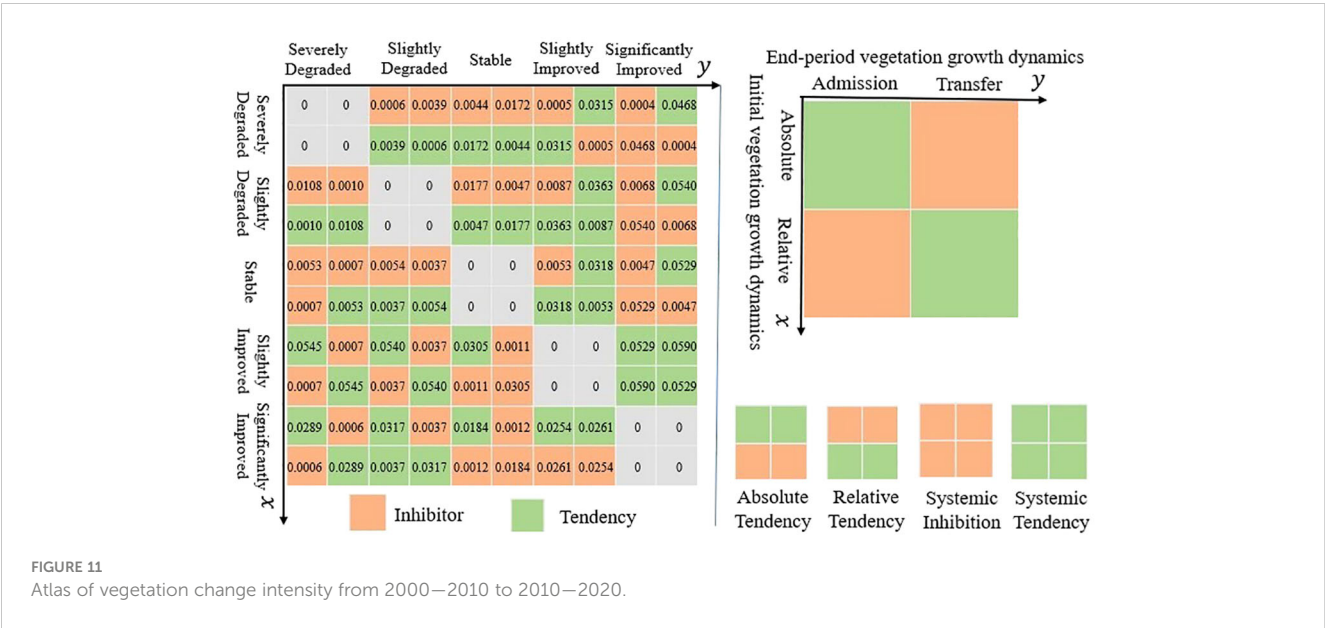 Severely Degraded
Slightly Degraded
Stable
Slightly Improved
Significantly Improved
y
Severely Degraded
0 0 0.0006 0.0039 0.0044 0.0172 0.0005 0.0315 0.0004 0.0468
0 0 0.0039 0.0006 0.0172 0.0044 0.0315 0.0005 0.0468 0.0004
Slightly Degraded
0.0108 0.0010 0 0 0.0177 0.0047 0.0087 0.0363 0.0068 0.0540
0.0010 0.0108 0 0 0.0047 0.0177 0.0363 0.0087 0.0540 0.0068
Stable
0.0053 0.0007 0.0054 0.0037 0 0 0.0053 0.0318 0.0047 0.0529
0.0007 0.0053 0.0037 0.0054 0 0 0.0318 0.0053 0.0529 0.0047
Slightly Improved
0.0545 0.0007 0.0540 0.0037 0.0305 0.0011 0 0 0.0529 0.0590
0.0007 0.0545 0.0037 0.0540 0.0011 0.0305 0 0 0.0590 0.0529
Significantly Improved
0.0289 0.0006 0.0317 0.0037 0.0184 0.0012 0.0254 0.0261 0 0
0.0006 0.0289 0.0037 0.0317 0.0012 0.0184 0.0261 0.0254 0 0
x
Inhibitor
Tendency
End-period vegetation growth dynamics
Admission
Transfer
y
Initial vegetation growth dynamics
Absolute
Relative
x
Absolute Tendency
Relative Tendency
Systemic Inhibition
Systemic Tendency
FIGURE 11
Atlas of vegetation change intensity from 2000—2010 to 2010—2020.